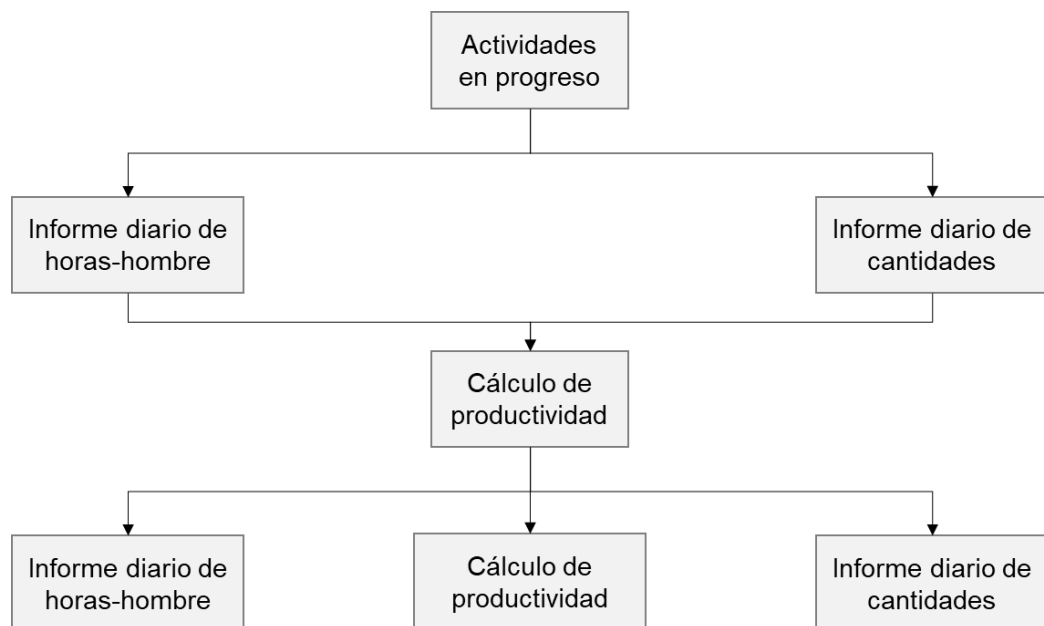 Actividades
en progreso
Informe diario de
horas-hombre
Informe diario de
cantidades
Cálculo de
productividad
Informe diario de
horas-hombre
Cálculo de
productividad
Informe diario de
cantidades